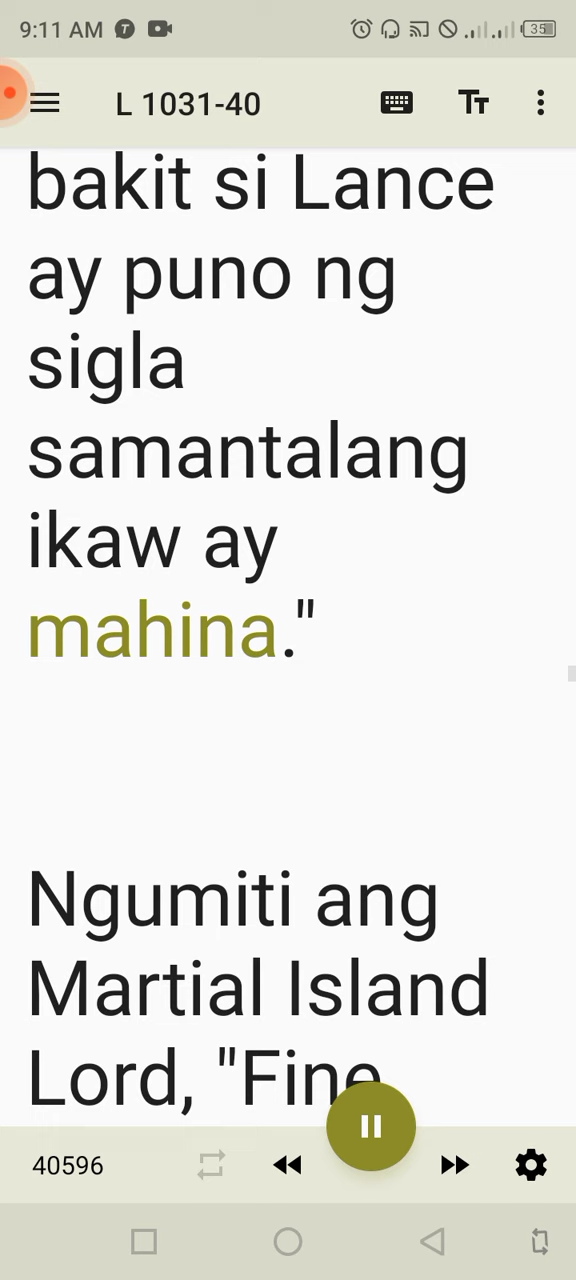 9:11 AM
35
L 1031-40
bakit si Lance
ay puno ng
sigla
samantalang
ikaw ay
mahina."
Ngumiti ang
Martial Island
Lord, "Fine
40596